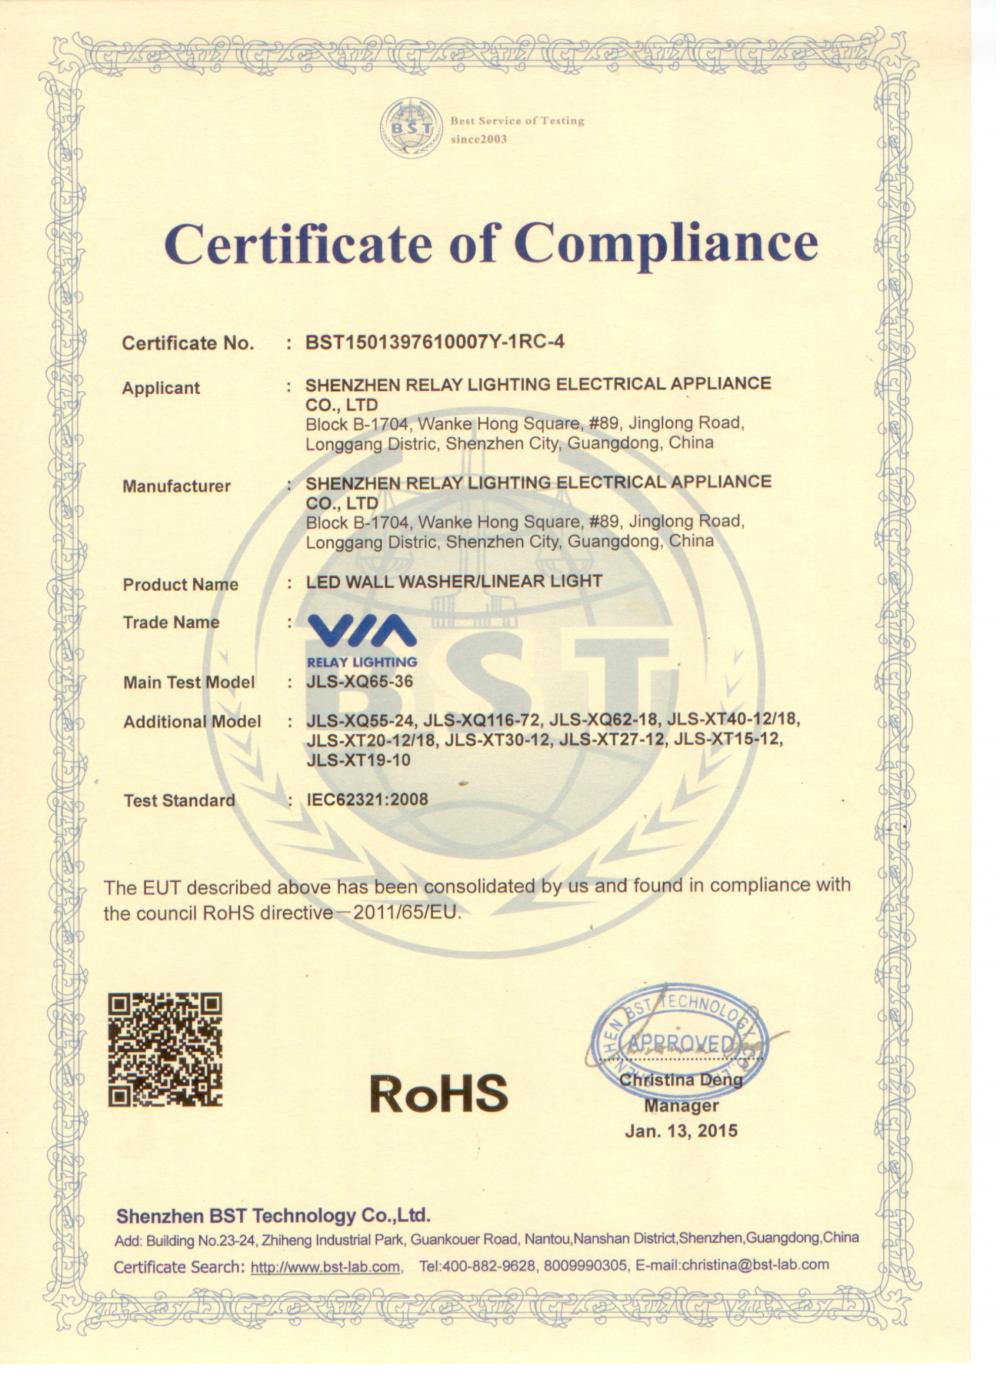 BST
Best Service of Testing
since2003
Certificate of Compliance
Certificate No. : BST1501397610007Y-1RC-4
Applicant : SHENZHEN RELAY LIGHTING ELECTRICAL APPLIANCE
CO., LTD
Block B-1704, Wanke Hong Square, #89, Jinglong Road,
Longgang Distric, Shenzhen City, Guangdong, China
Manufacturer : SHENZHEN RELAY LIGHTING ELECTRICAL APPLIANCE
CO., LTD
Block B-1704, Wanke Hong Square, #89, Jinglong Road,
Longgang Distric, Shenzhen City, Guangdong, China
Product Name : LED WALL WASHER/LINEAR LIGHT
Trade Name : VIA
RELAY LIGHTING
BST
Main Test Model : JLS-XQ65-36
Additional Model : JLS-XQ55-24, JLS-XQ116-72, JLS-XQ62-18, JLS-XT40-12/18,
JLS-XT20-12/18, JLS-XT30-12, JLS-XT27-12, JLS-XT15-12,
JLS-XT19-10
Test Standard : IEC62321:2008
The EUT described above has been consolidated by us and found in compliance with
the council RoHS directive—2011/65/EU.
RoHS
SHENZHEN BST TECHNOLOGY CO.,LTD.
APPROVED
Christina Deng
Manager
Jan. 13, 2015
Shenzhen BST Technology Co.,Ltd.
Add: Building No.23-24, Zhiheng Industrial Park, Guankouer Road, Nantou,Nanshan District,Shenzhen,Guangdong,China
Certificate Search: http://www.bst-lab.com, Tel:400-882-9628, 8009990305, E-mail:christina@bst-lab.com